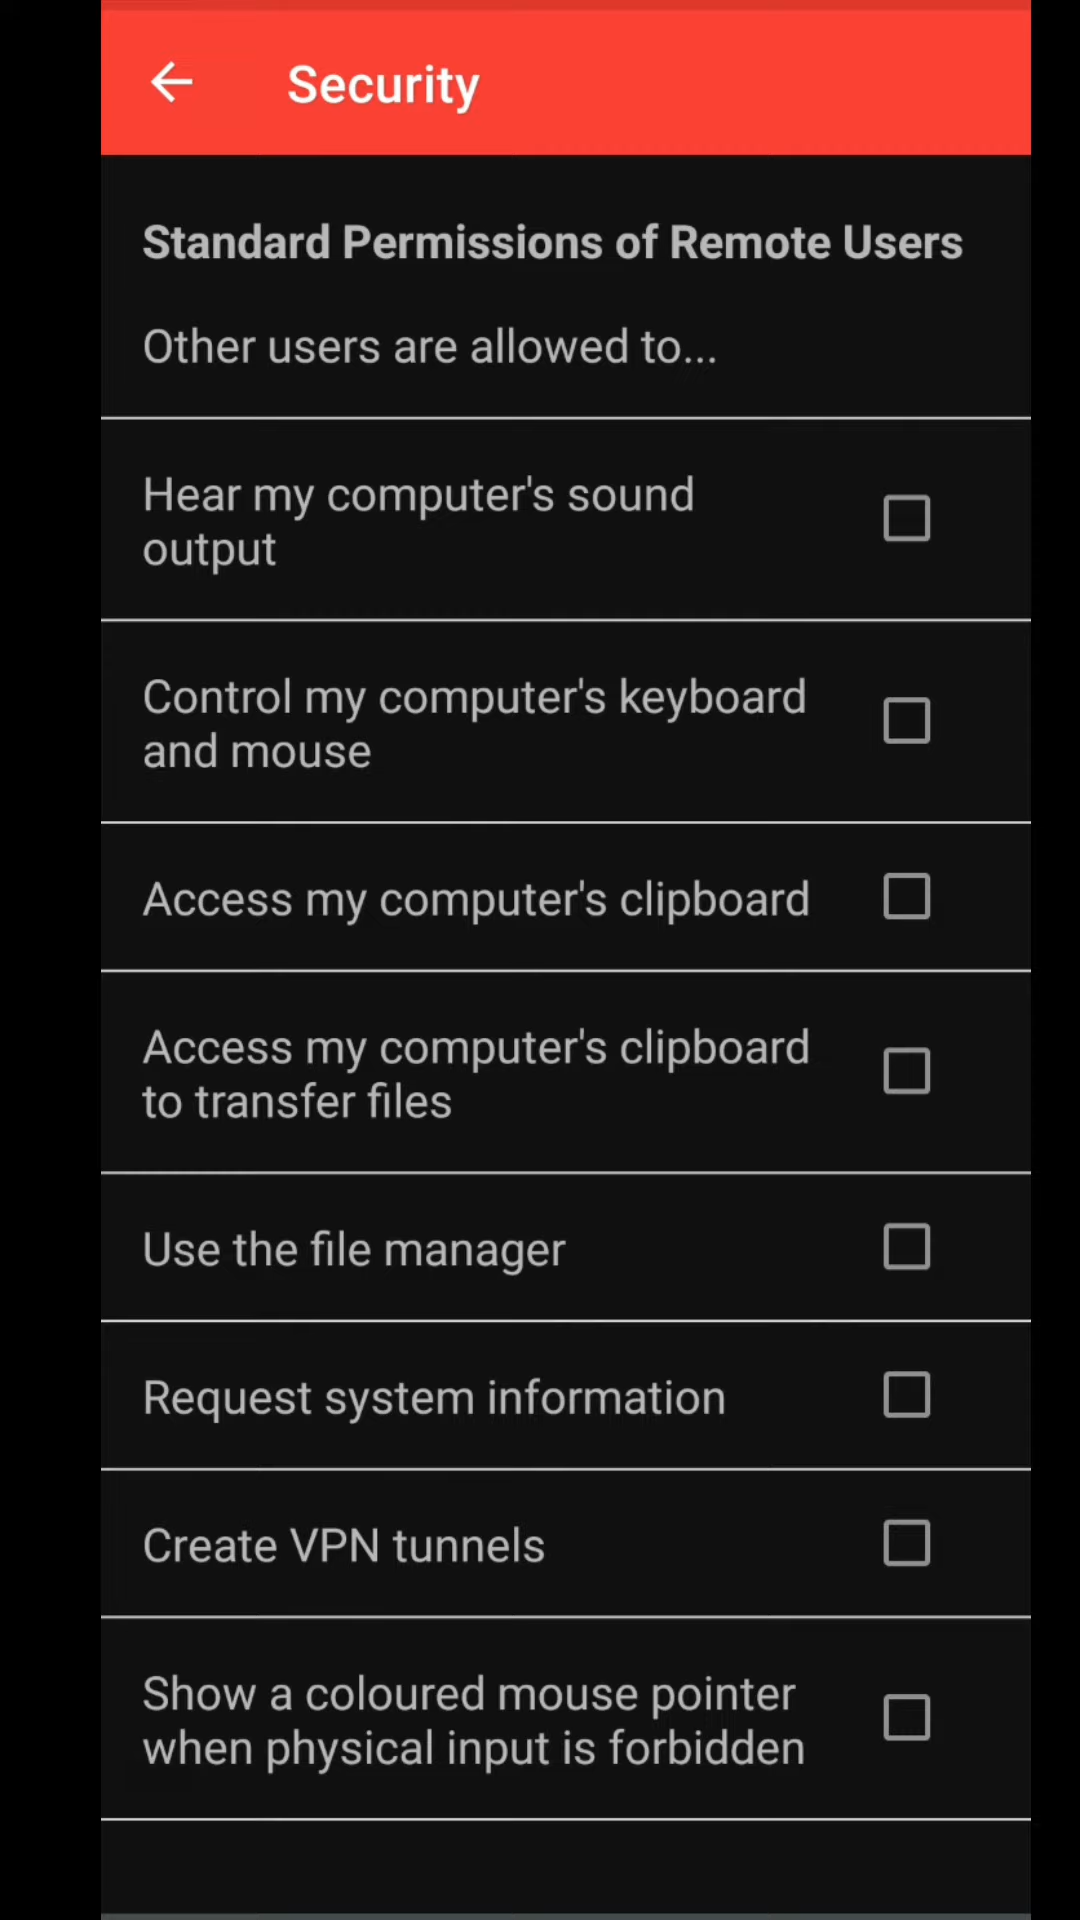 Security
Standard Permissions of Remote Users
Other users are allowed to...
Hear my computer's sound
output
Control my computer's keyboard
and mouse
Access my computer's clipboard
Access my computer's clipboard
to transfer files
Use the file manager
Request system information
Create VPN tunnels
Show a coloured mouse pointer
when physical input is forbidden